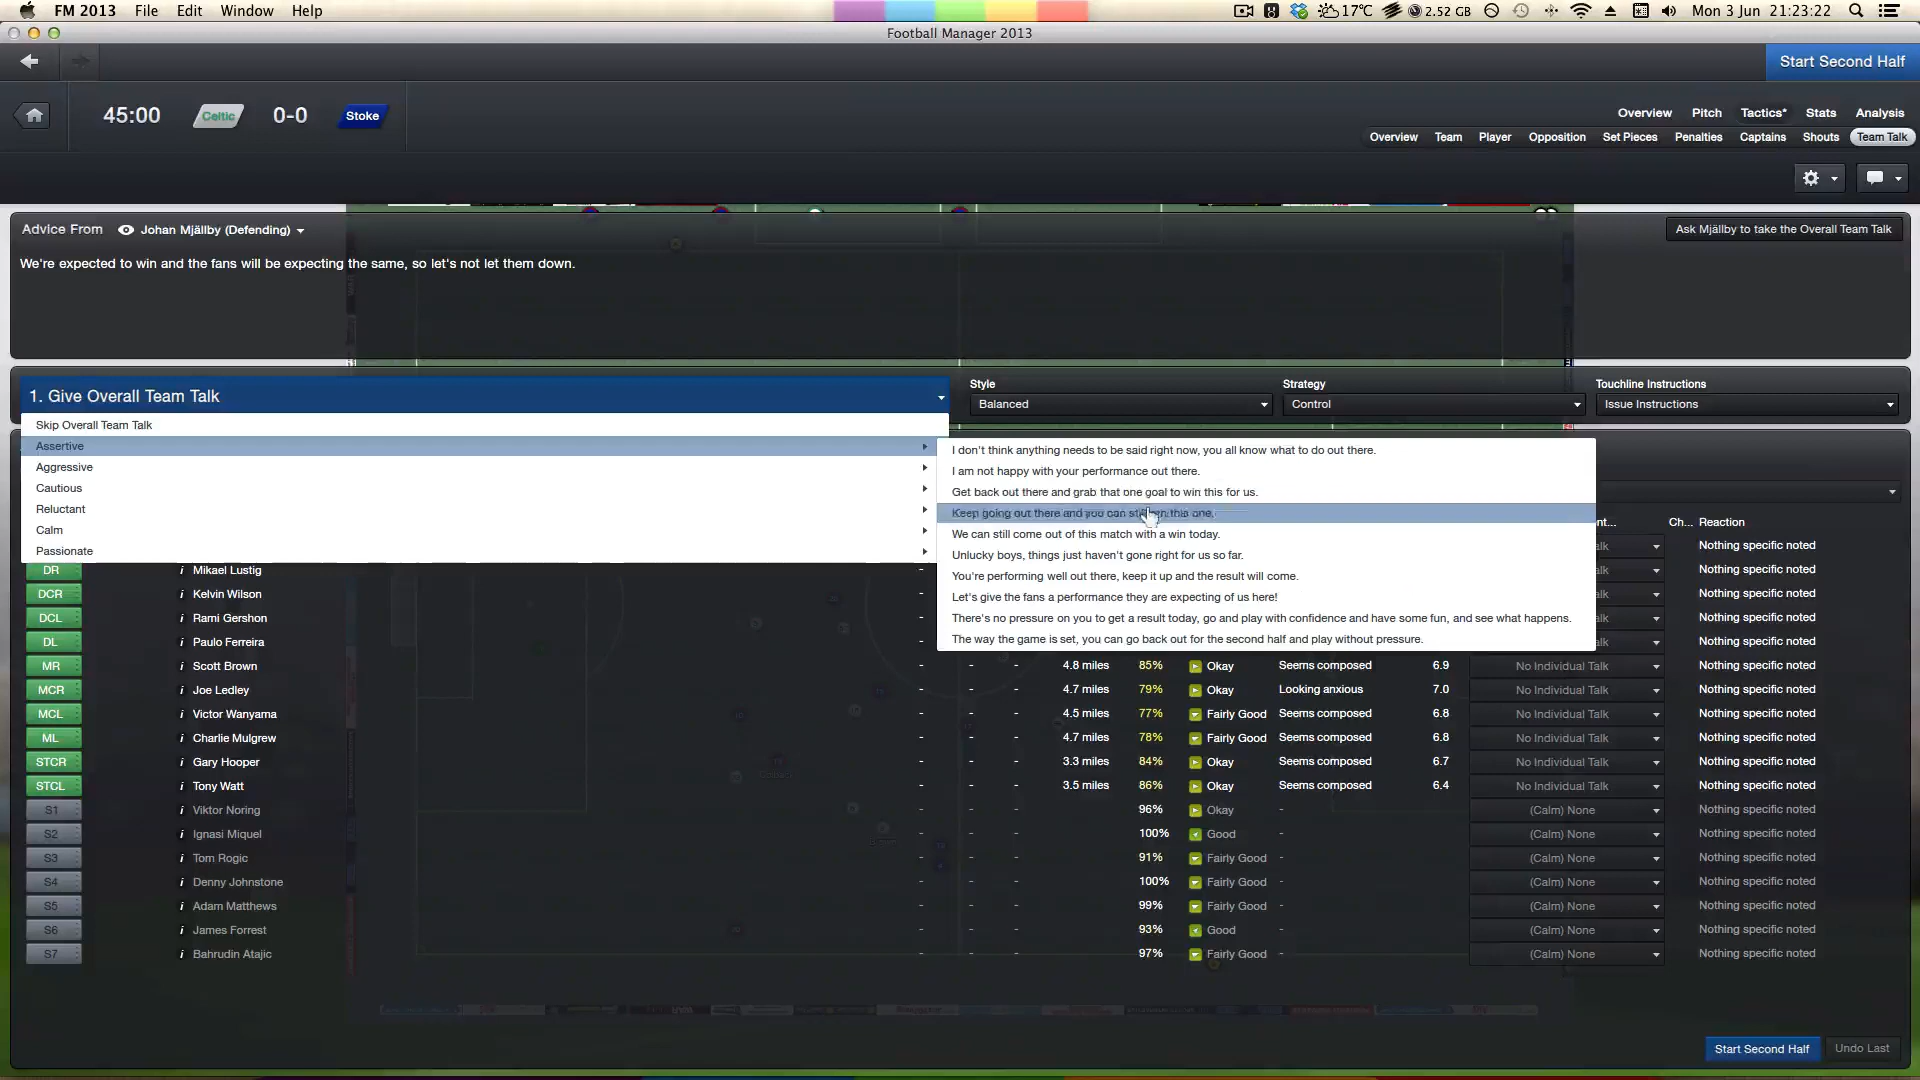 FM 2013 File Edit Window Help 17°C 2.52 GB Mon 3 Jun 21:23:22
Football Manager 2013
Start Second Half
45:00 Celtic 0-0 Stoke
Overview Pitch Tactics* Stats Analysis
Overview Team Player Opposition Set Pieces Penalties Captains Shouts Team Talk
Advice From Johan Mjällby (Defending) Ask Mjällby to take the Overall Team Talk
We're expected to win and the fans will be expecting the same, so let's not let them down.
1. Give Overall Team Talk
Style Strategy Touchline Instructions
Balanced Control Issue Instructions
Skip Overall Team Talk
Assertive
Aggressive
Cautious
Reluctant
Calm
Passionate
I don't think anything needs to be said right now, you all know what to do out there.
I am not happy with your performance out there.
Get back out there and grab that one goal to win this for us.
Keep going out there and you can still win this one.
We can still come out of this match with a win today.
Unlucky boys, things just haven't gone right for us so far.
You're performing well out there, keep it up and the result will come.
Let's give the fans a performance they are expecting of us here!
There's no pressure on you to get a result today, go and play with confidence and have some fun, and see what happens.
The way the game is set, you can go back out for the second half and play without pressure.
Ch... Reaction
Nothing specific noted
DR i Mikael Lustig Nothing specific noted
DCR i Kelvin Wilson Nothing specific noted
DCL i Rami Gershon Nothing specific noted
DL i Paulo Ferreira Nothing specific noted
MR i Scott Brown - - - 4.8 miles 85% Okay Seems composed 6.9 No Individual Talk Nothing specific noted
MCR i Joe Ledley - - - 4.7 miles 79% Okay Looking anxious 7.0 No Individual Talk Nothing specific noted
MCL i Victor Wanyama - - - 4.5 miles 77% Fairly Good Seems composed 6.8 No Individual Talk Nothing specific noted
ML i Charlie Mulgrew - - - 4.7 miles 78% Fairly Good Seems composed 6.8 No Individual Talk Nothing specific noted
STCR i Gary Hooper - - - 3.3 miles 84% Okay Seems composed 6.7 No Individual Talk Nothing specific noted
STCL i Tony Watt - - - 3.5 miles 86% Okay Seems composed 6.4 No Individual Talk Nothing specific noted
S1 i Viktor Noring - - - 96% Okay - (Calm) None Nothing specific noted
S2 i Ignasi Miquel - - - 100% Good - (Calm) None Nothing specific noted
S3 i Tom Rogic - - - 91% Fairly Good - (Calm) None Nothing specific noted
S4 i Denny Johnstone - - - 100% Fairly Good - (Calm) None Nothing specific noted
S5 i Adam Matthews - - - 99% Fairly Good - (Calm) None Nothing specific noted
S6 i James Forrest - - - 93% Good - (Calm) None Nothing specific noted
S7 i Bahrudin Atajic - - - 97% Fairly Good - (Calm) None Nothing specific noted
Start Second Half Undo Last